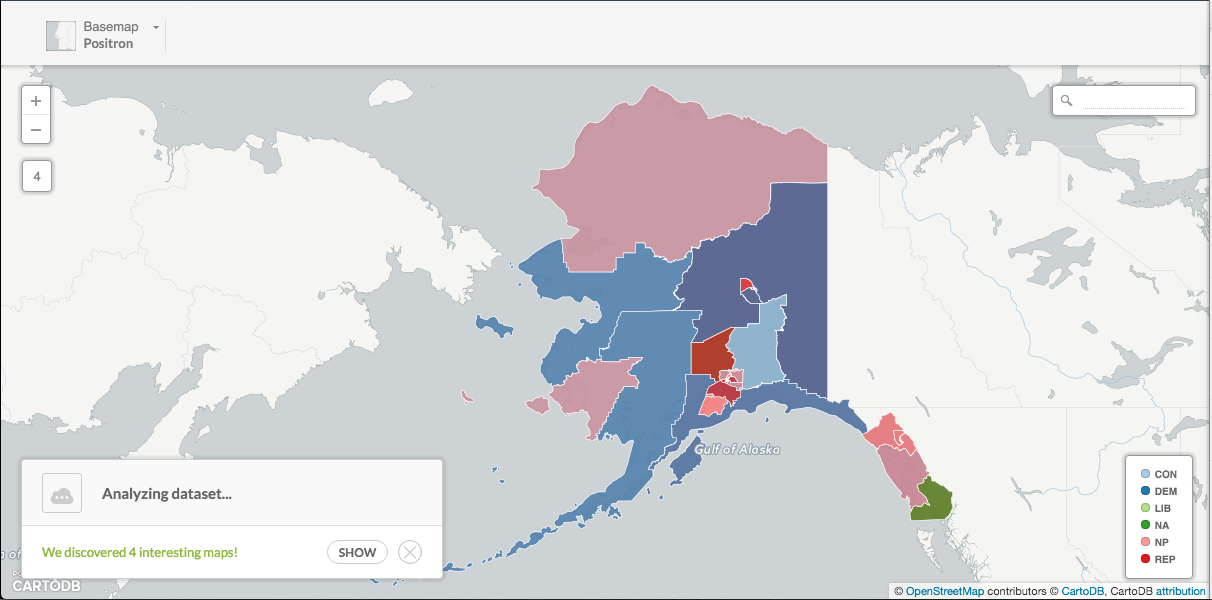 Basemap
Positron
+
−
4
Gulf of Alaska
Analyzing dataset...
We discovered 4 interesting maps!
SHOW
CARTODB
CON
DEM
LIB
NA
NP
REP
© OpenStreetMap contributors © CartoDB, CartoDB attribution